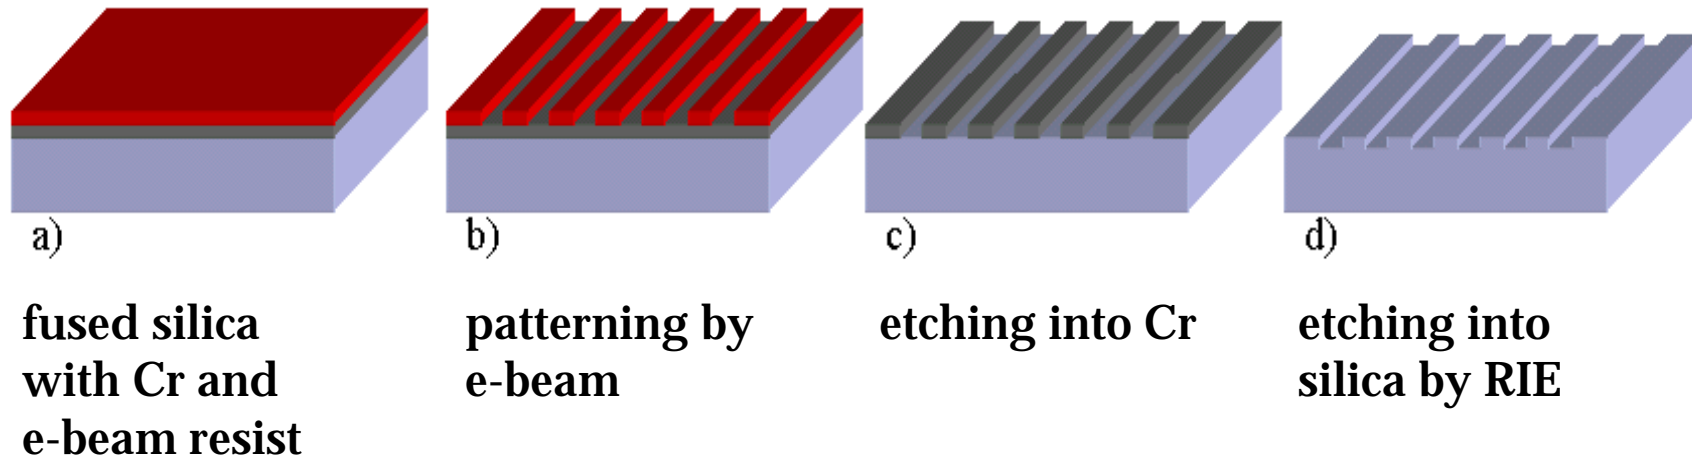 a)
b)
c)
d)
fused silica
with Cr and
e-beam resist
patterning by
e-beam
etching into Cr
etching into
silica by RIE